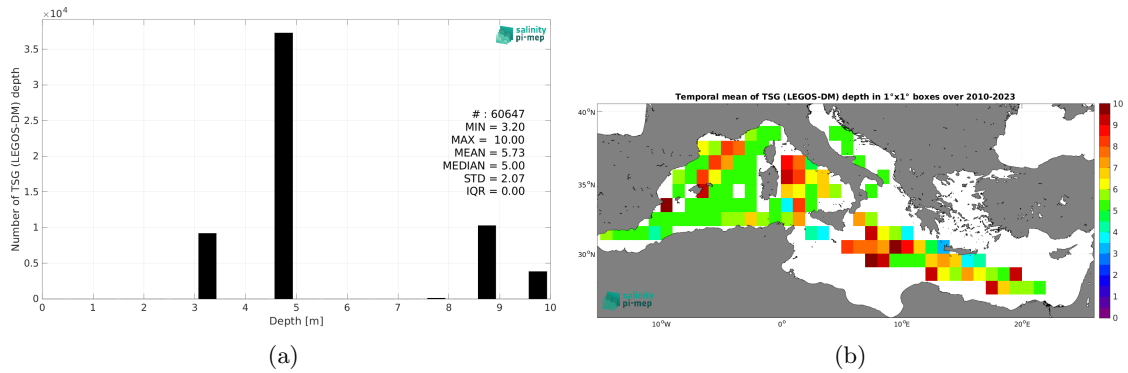 ×10⁴
salinity
pi-mep
3.5
3
2.5
2
1.5
1
0.5
0
Number of TSG (LEGOS-DM) depth
# : 60647
MIN = 3.20
MAX = 10.00
MEAN = 5.73
MEDIAN = 5.00
STD = 2.07
IQR = 0.00
0 1 2 3 4 5 6 7 8 9 10
Depth [m]
(a)
Temporal mean of TSG (LEGOS-DM) depth in 1°x1° boxes over 2010-2023
40°N
35°N
30°N
10°W 0° 10°E 20°E
salinity
pi-mep
10
9
8
7
6
5
4
3
2
1
0
(b)